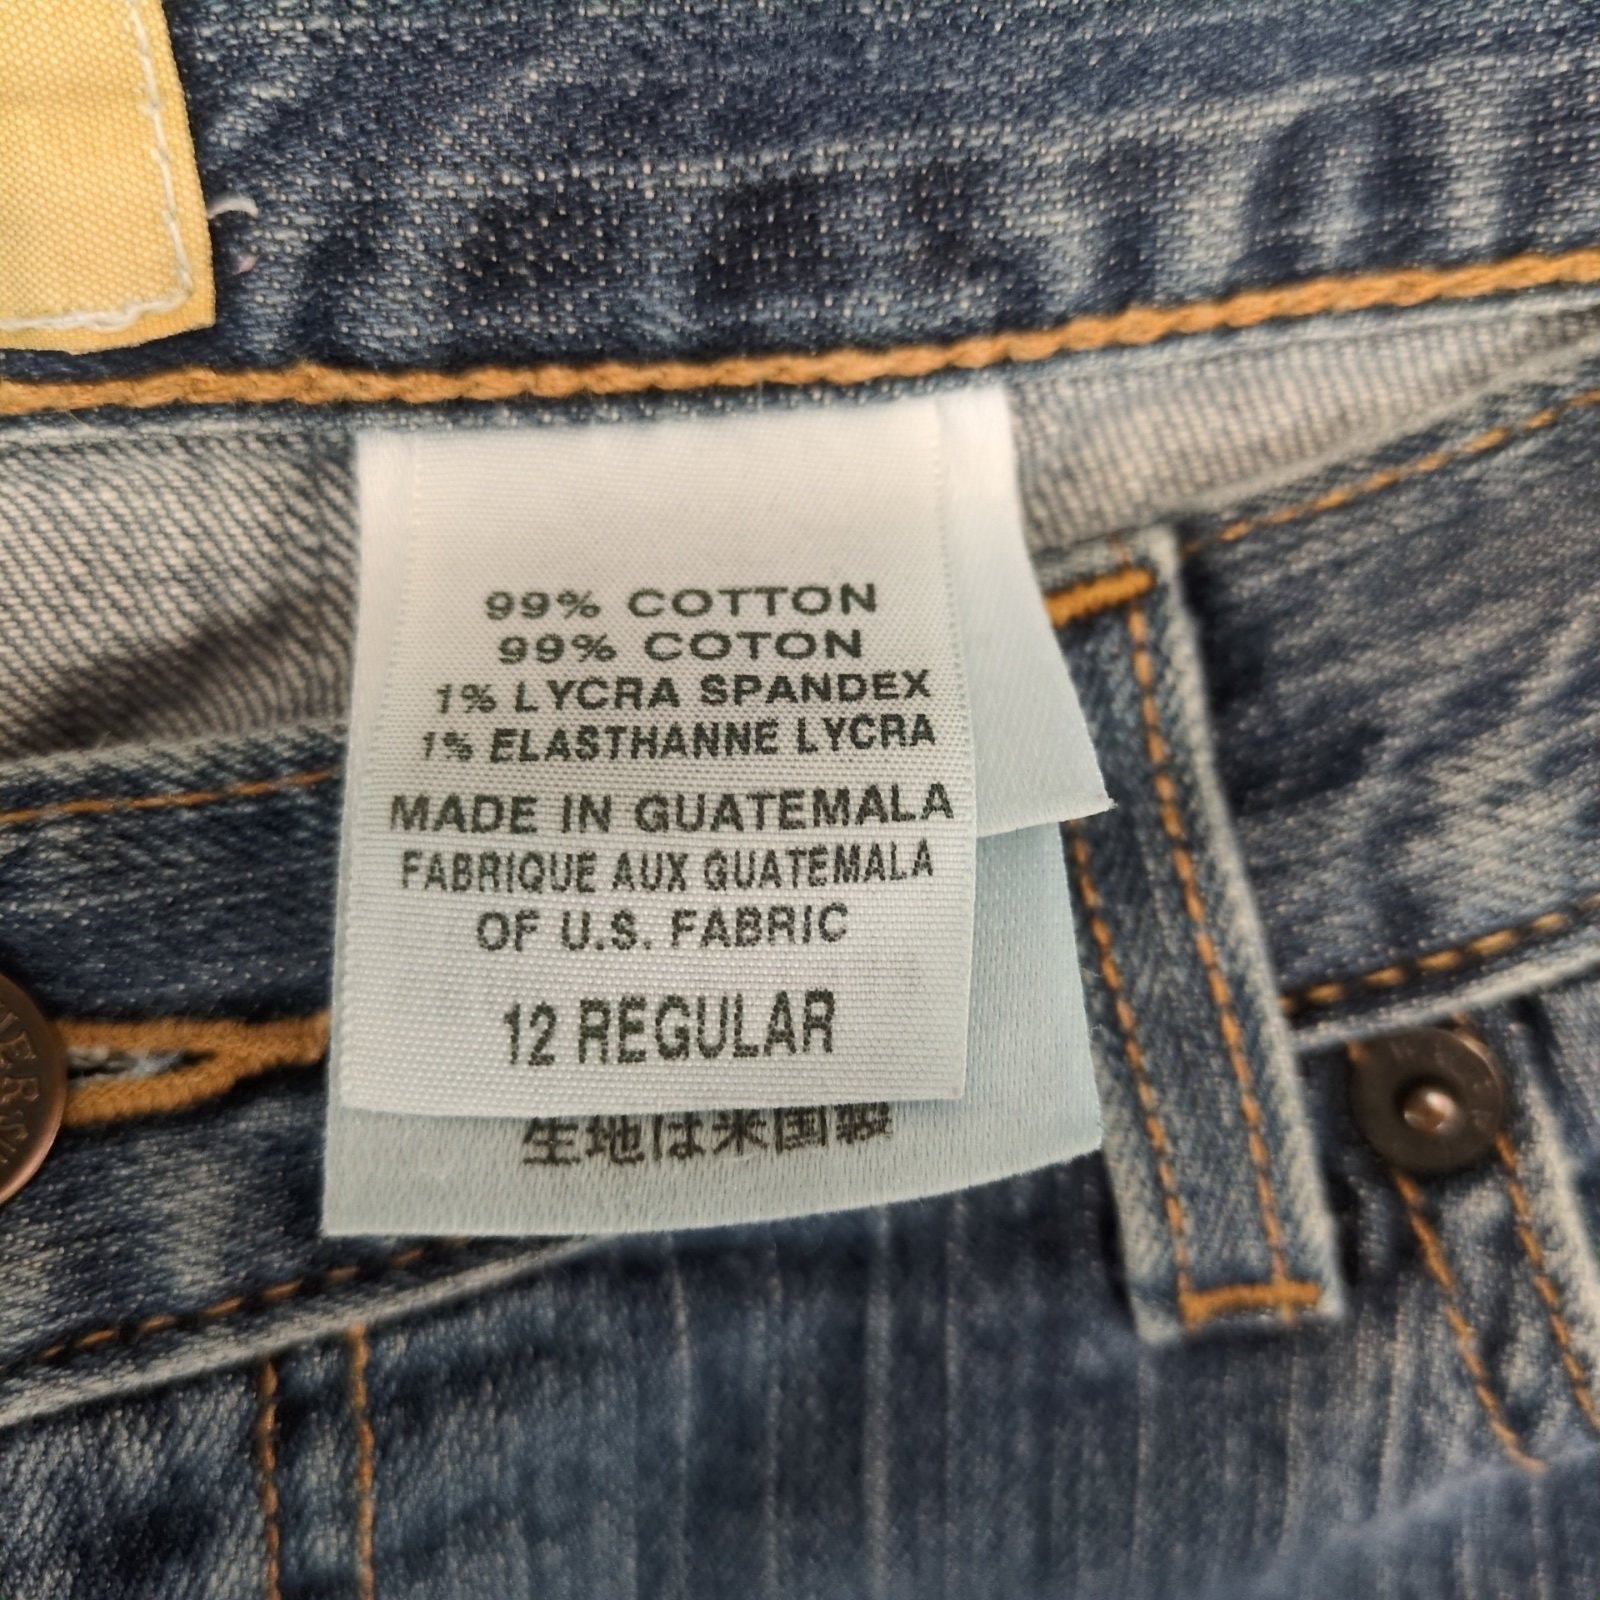 99% COTTON
99% COTON
1% LYCRA SPANDEX
1% ELASTHANNE LYCRA
MADE IN GUATEMALA
FABRIQUE AUX GUATEMALA
OF U.S. FABRIC
12 REGULAR
生地は米国製